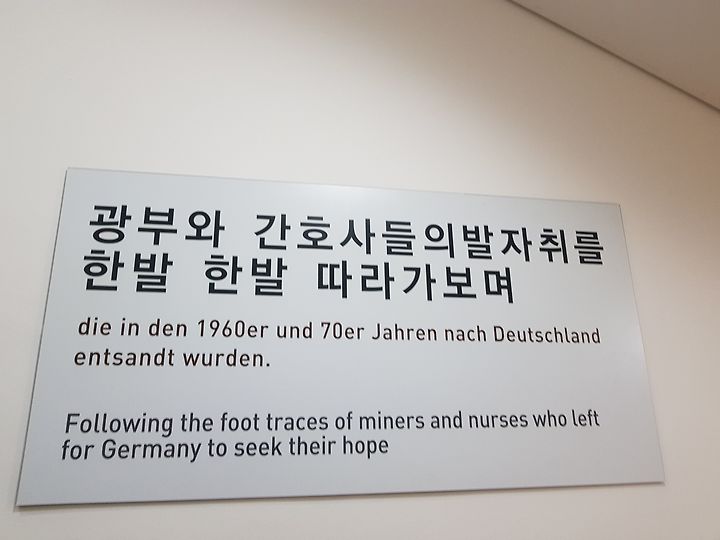 광부와 간호사들의발자취를
한발 한발 따라가보며
die in den 1960er und 70er Jahren nach Deutschland
entsandt wurden.
Following the foot traces of miners and nurses who left
for Germany to seek their hope